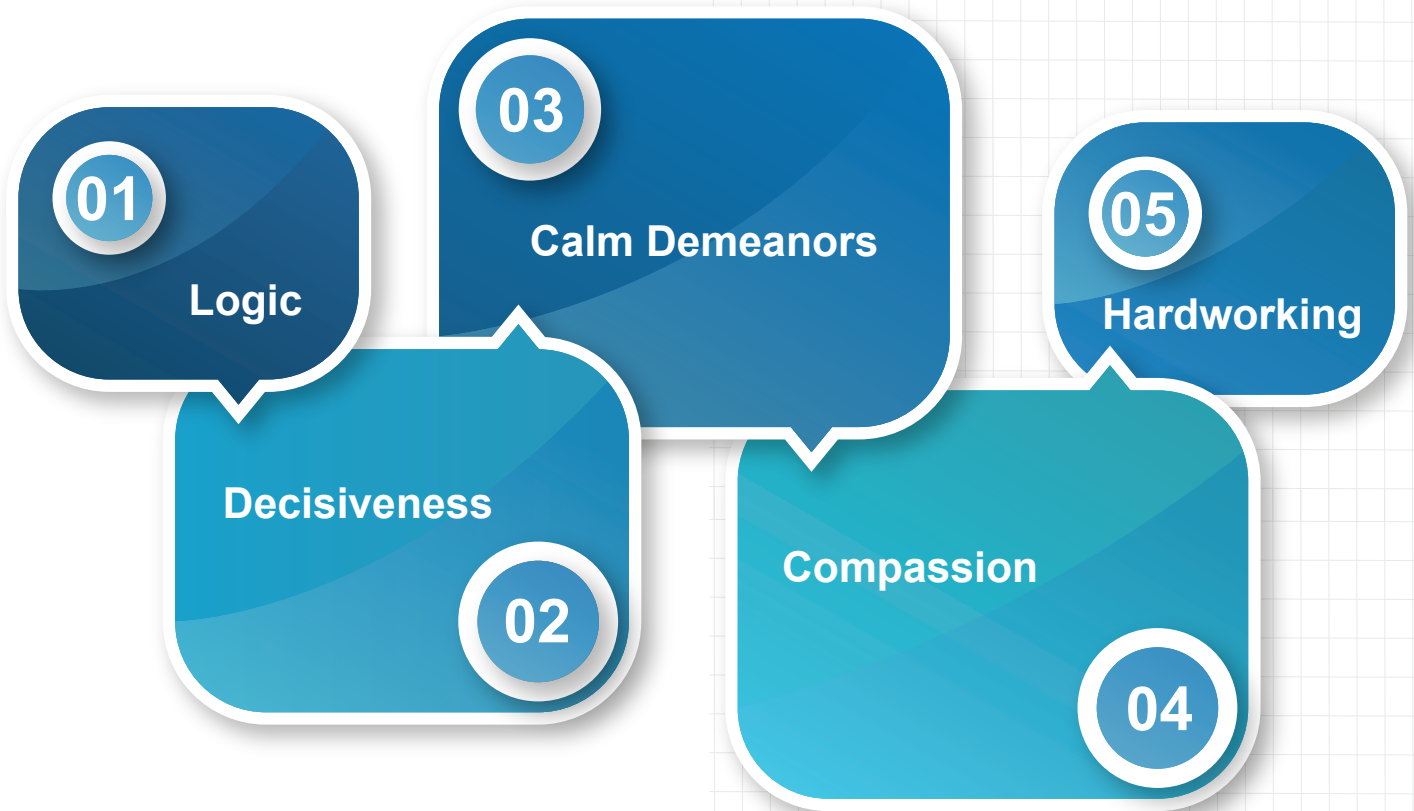 01
Logic
Decisiveness
02
03
Calm Demeanors
Compassion
04
05
Hardworking